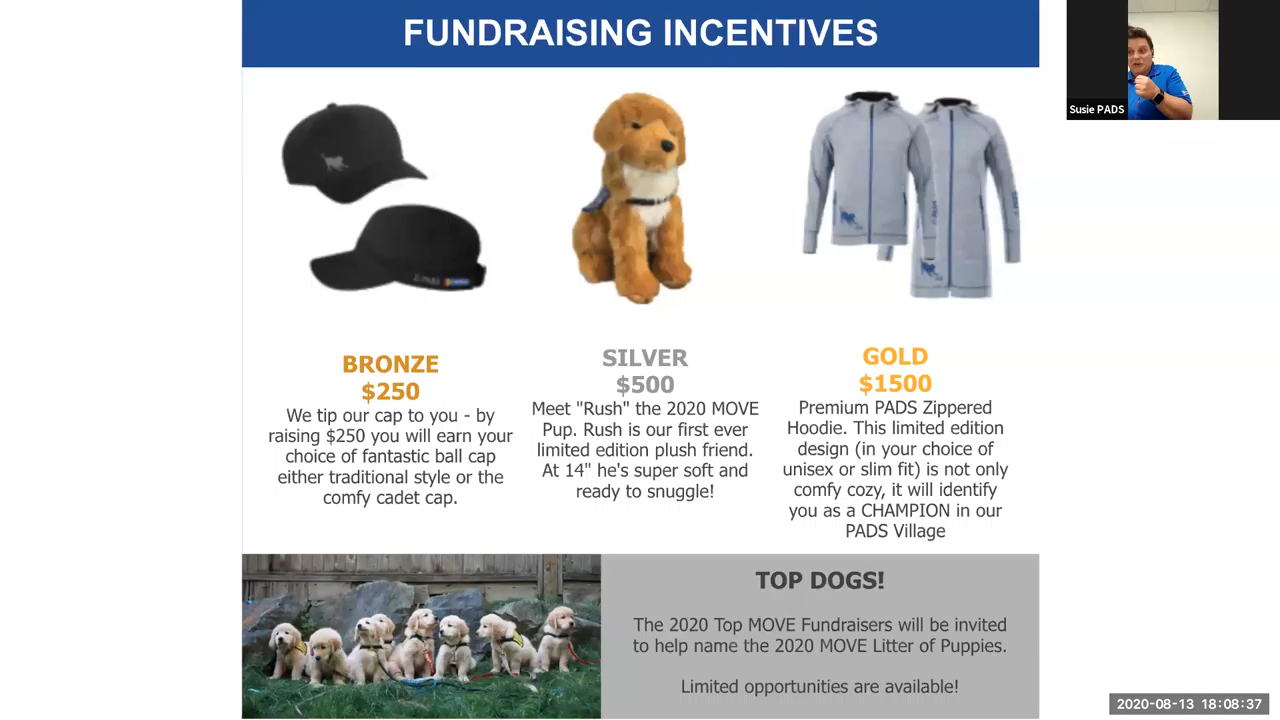 FUNDRAISING INCENTIVES
Susie PADS
BRONZE
$250
We tip our cap to you - by
raising $250 you will earn your
choice of fantastic ball cap
either traditional style or the
comfy cadet cap.
SILVER
$500
Meet "Rush" the 2020 MOVE
Pup. Rush is our first ever
limited edition plush friend.
At 14" he's super soft and
ready to snuggle!
GOLD
$1500
Premium PADS Zippered
Hoodie. This limited edition
design (in your choice of
unisex or slim fit) is not only
comfy cozy, it will identify
you as a CHAMPION in our
PADS Village
TOP DOGS!
The 2020 Top MOVE Fundraisers will be invited
to help name the 2020 MOVE Litter of Puppies.
Limited opportunities are available!
2020-08-13 18:08:37